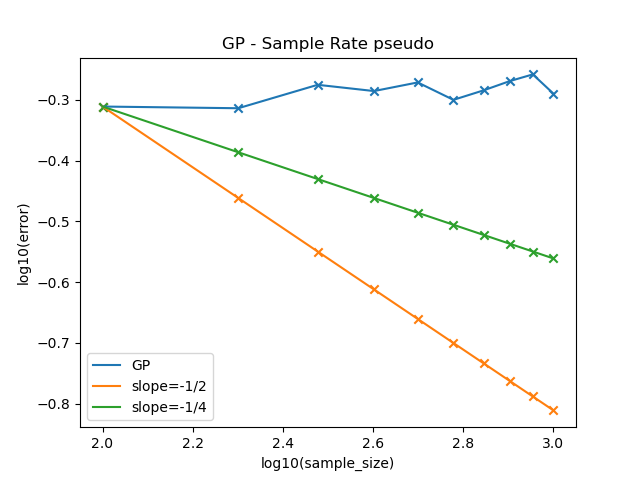 GP - Sample Rate pseudo
log10(error)
−0.3
−0.4
−0.5
−0.6
−0.7
−0.8
GP
slope=-1/2
slope=-1/4
2.0 2.2 2.4 2.6 2.8 3.0
log10(sample_size)